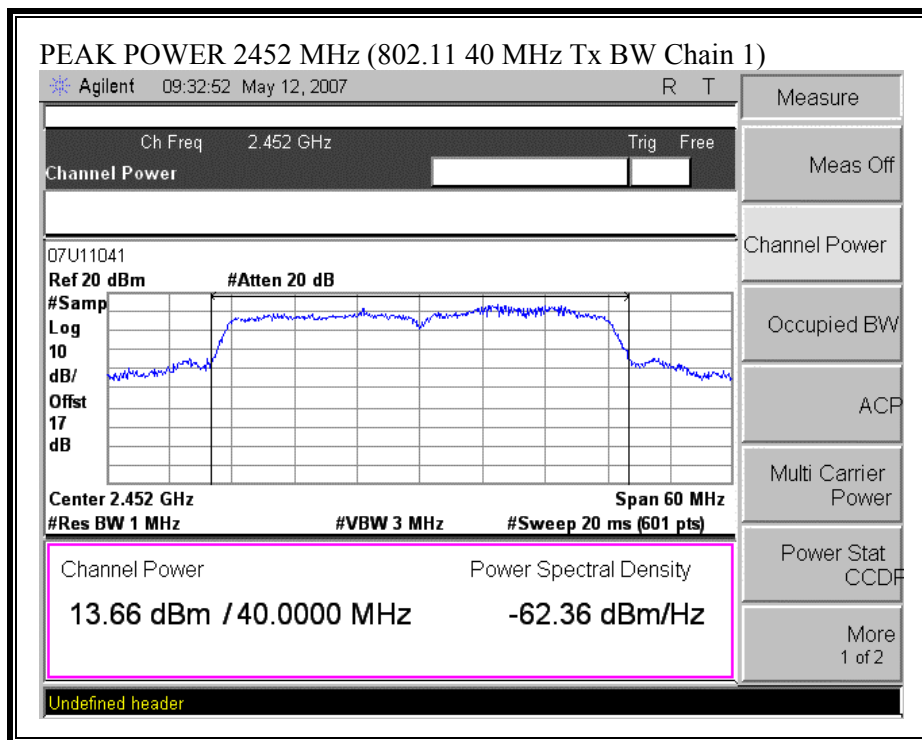 PEAK POWER 2452 MHz (802.11 40 MHz Tx BW Chain 1)
Agilent 09:32:52 May 12, 2007 R T
Ch Freq 2.452 GHz Trig Free
Channel Power
07U11041
Ref 20 dBm #Atten 20 dB
#Samp
Log
10
dB/
Offst
17
dB
Center 2.452 GHz Span 60 MHz
#Res BW 1 MHz #VBW 3 MHz #Sweep 20 ms (601 pts)
Channel Power Power Spectral Density
13.66 dBm / 40.0000 MHz -62.36 dBm/Hz
Undefined header
Measure
Meas Off
Channel Power
Occupied BW
ACP
Multi Carrier
Power
Power Stat
CCDF
More
1 of 2